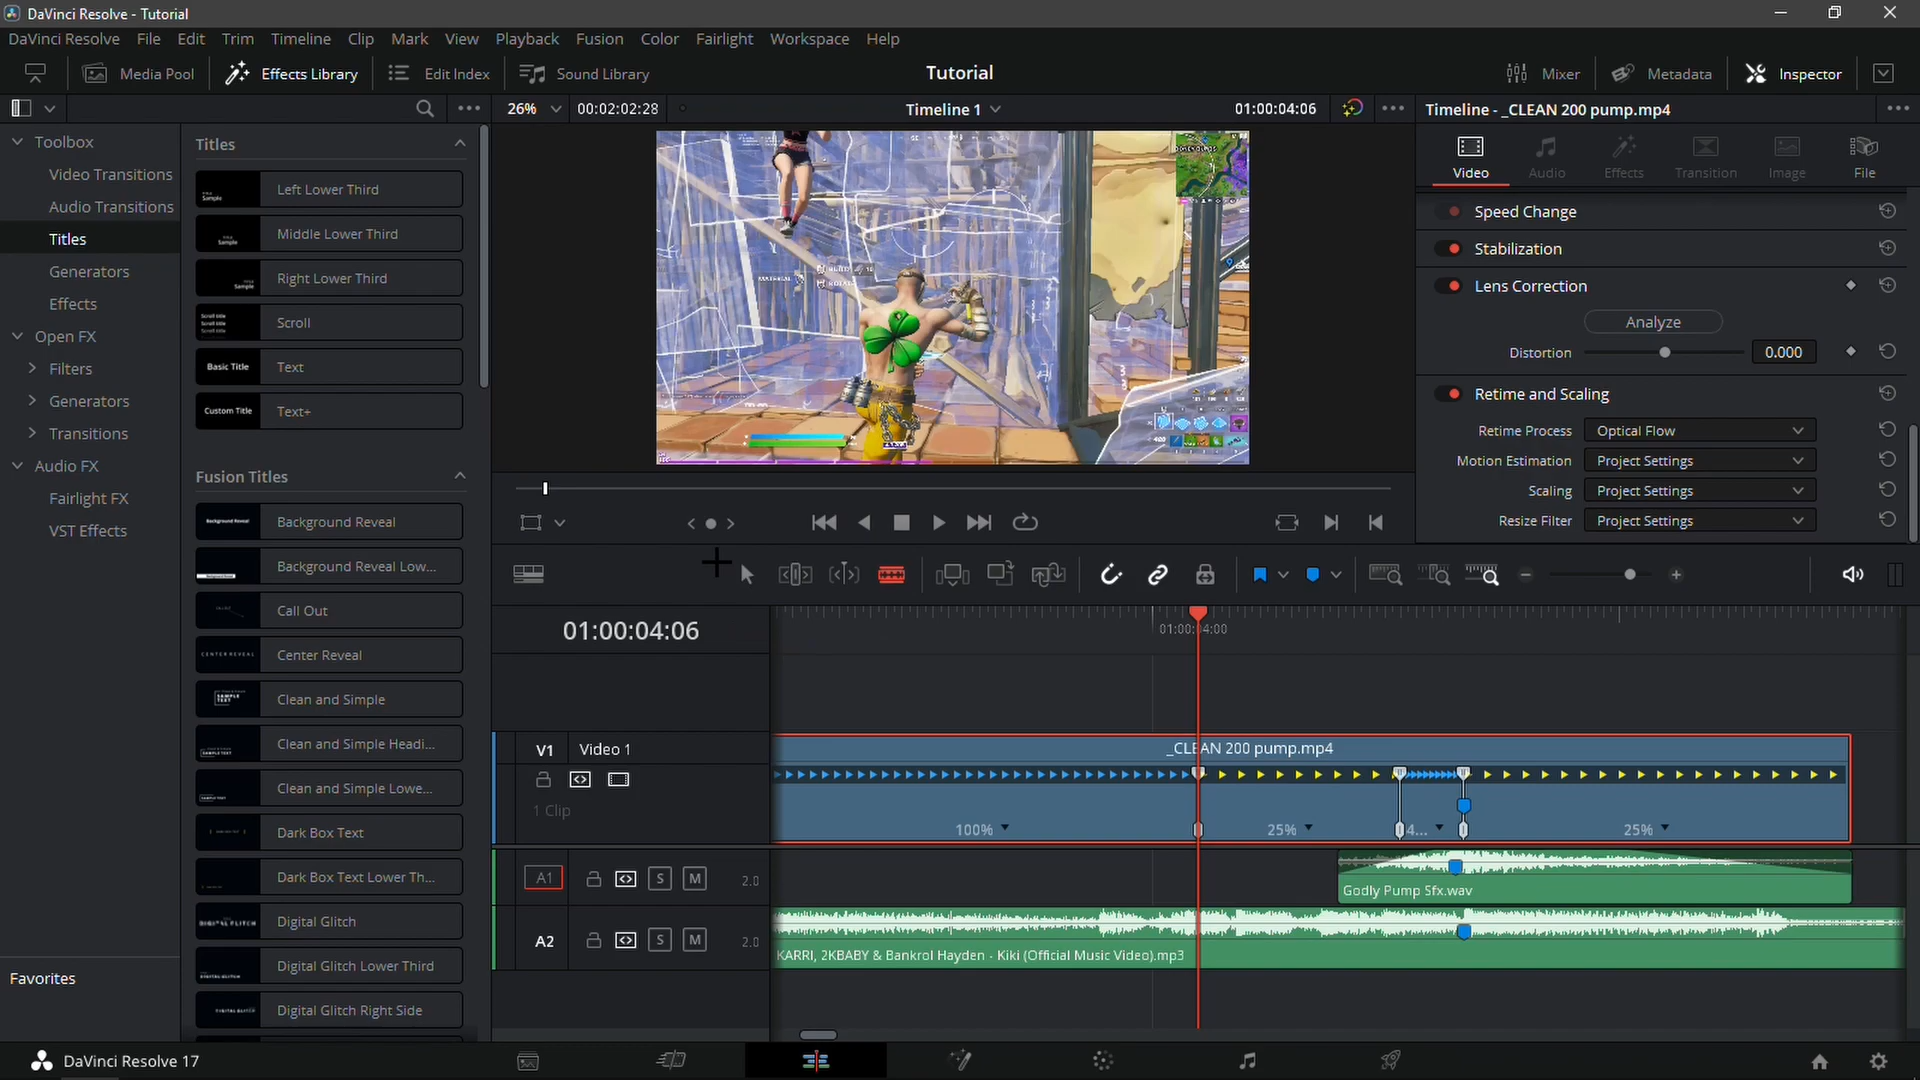 DaVinci Resolve - Tutorial
DaVinci Resolve File Edit Trim Timeline Clip Mark View Playback Fusion Color Fairlight Workspace Help
Media Pool Effects Library Edit Index Sound Library Tutorial Mixer Metadata Inspector
26% 00:02:02:28 Timeline 1 01:00:04:06 Timeline - _CLEAN 200 pump.mp4
Toolbox
Video Transitions
Audio Transitions
Titles
Generators
Effects
Open FX
Filters
Generators
Transitions
Audio FX
Fairlight FX
VST Effects
Favorites
Titles
Left Lower Third
Middle Lower Third
Right Lower Third
Scroll
Basic Title Text
Custom Title Text+
Fusion Titles
Background Reveal
Background Reveal Low...
Call Out
CENTER REVEAL Center Reveal
Clean and Simple
Clean and Simple Headi...
Clean and Simple Lowe...
Dark Box Text
Dark Box Text Lower Th...
DIGITAL GLITCH Digital Glitch
Digital Glitch Lower Third
Digital Glitch Right Side
Video Audio Effects Transition Image File
Speed Change
Stabilization
Lens Correction
Analyze
Distortion 0.000
Retime and Scaling
Retime Process Optical Flow
Motion Estimation Project Settings
Scaling Project Settings
Resize Filter Project Settings
01:00:04:06
01:00:04:00
V1 Video 1
1 Clip
_CLEAN 200 pump.mp4
100% 25% 4... 25%
A1 S M 2.0
Godly Pump Sfx.wav
A2 S M 2.0
KARRI, 2KBABY & Bankrol Hayden - Kiki (Official Music Video).mp3
DaVinci Resolve 17